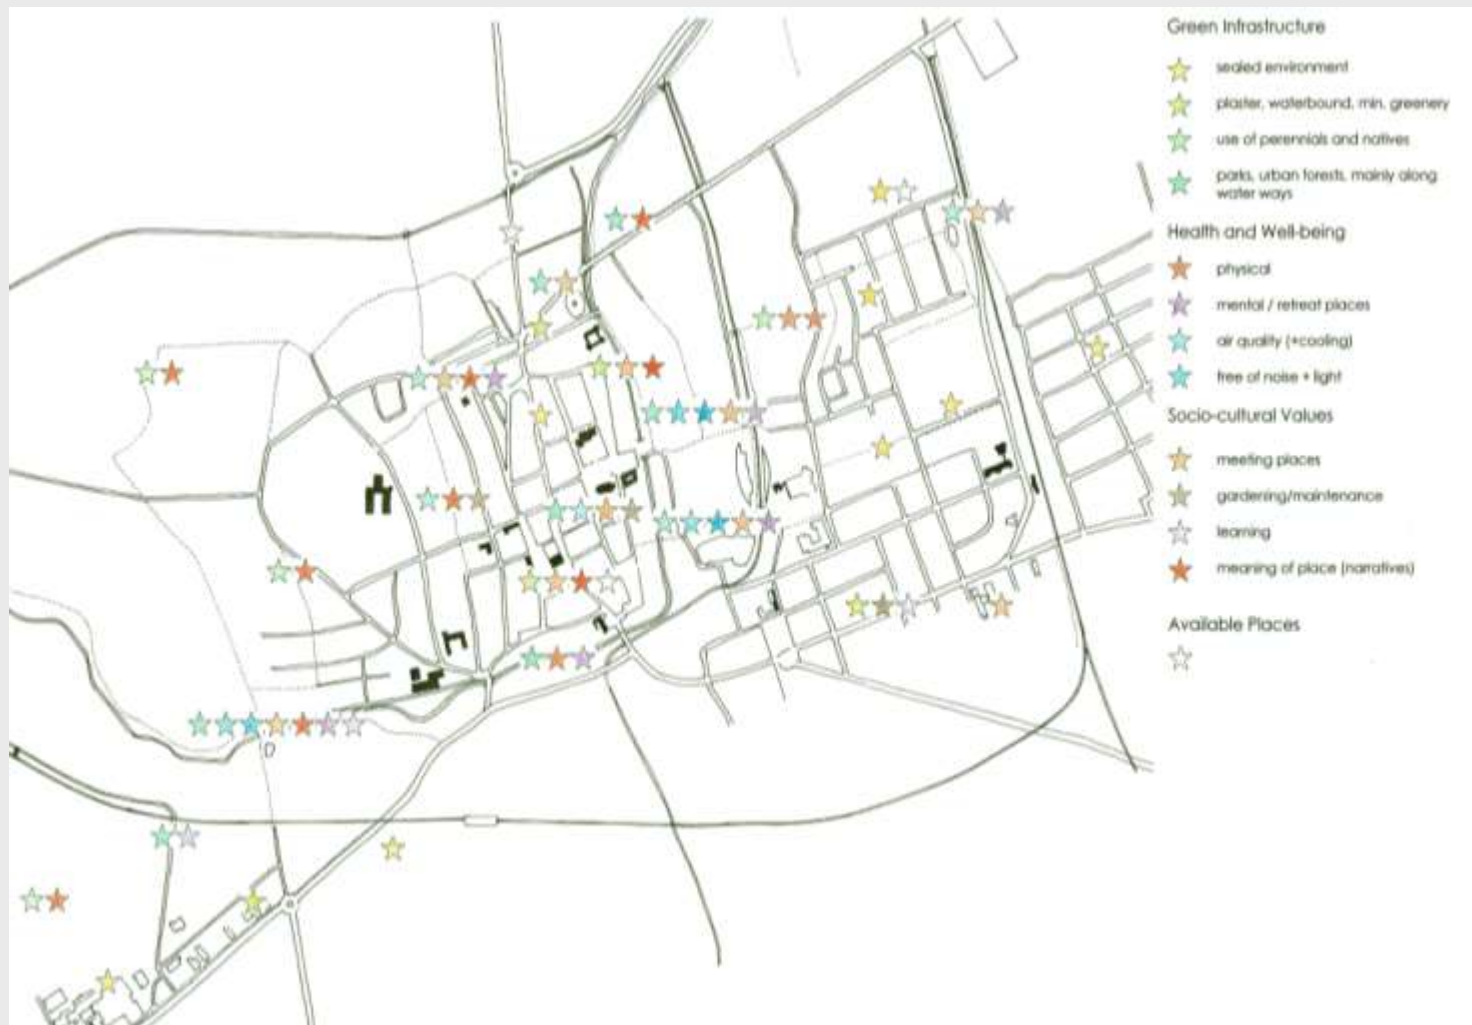 Green Infrastructure
sealed environment
plaster, waterbound, min. greenery
use of perennials and natives
parks, urban forests, mainly along
water ways
Health and Well-being
physical
mental / retreat places
air quality (+cooling)
free of noise + light
Socio-cultural Values
meeting places
gardening/maintenance
learning
meaning of place (narratives)
Available Places